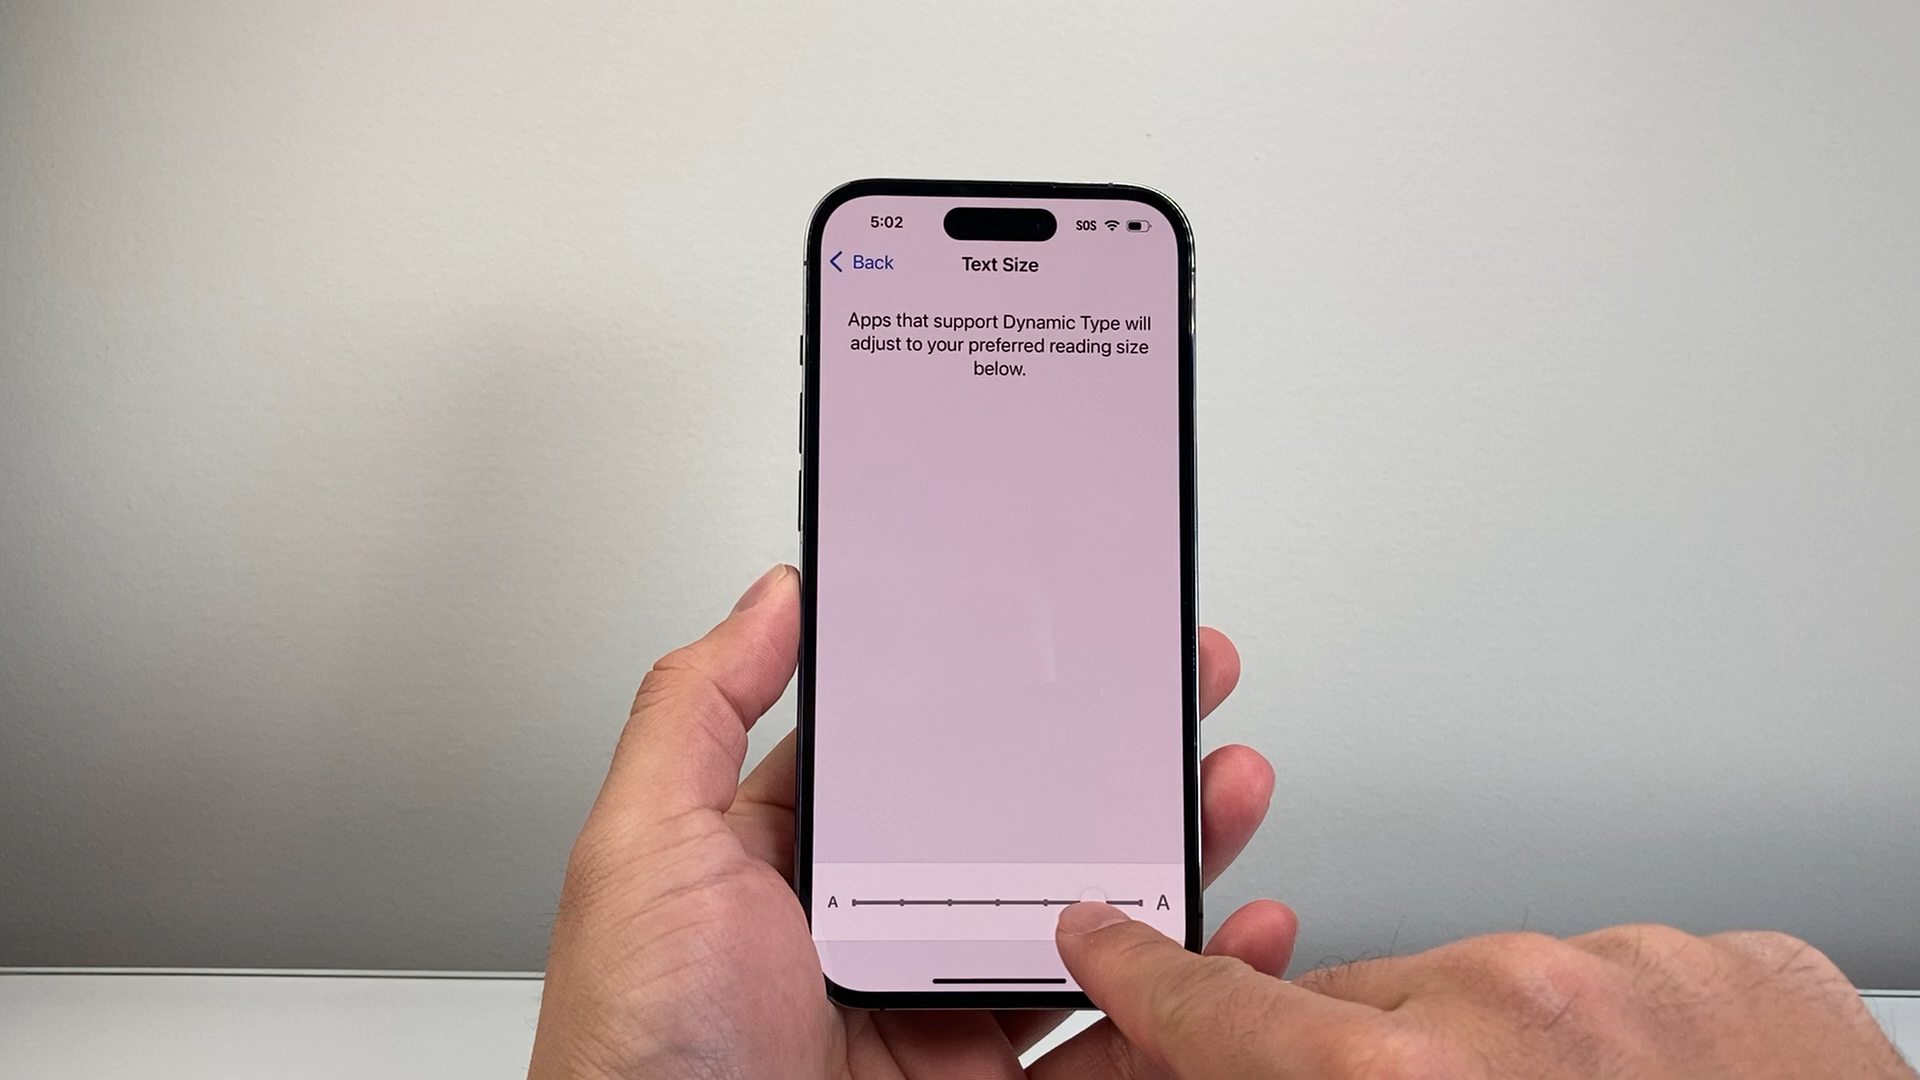 5:02 SOS
Back Text Size
Apps that support Dynamic Type will
adjust to your preferred reading size
below.
A A